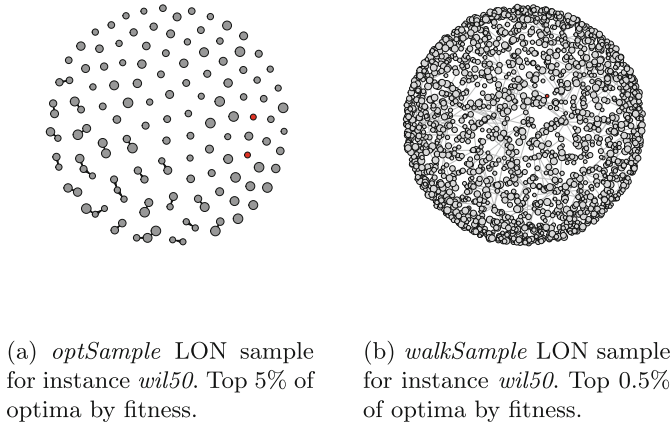 (a) optSample LON sample
for instance wil50. Top 5% of
optima by fitness.
(b) walkSample LON sample
for instance wil50. Top 0.5%
of optima by fitness.